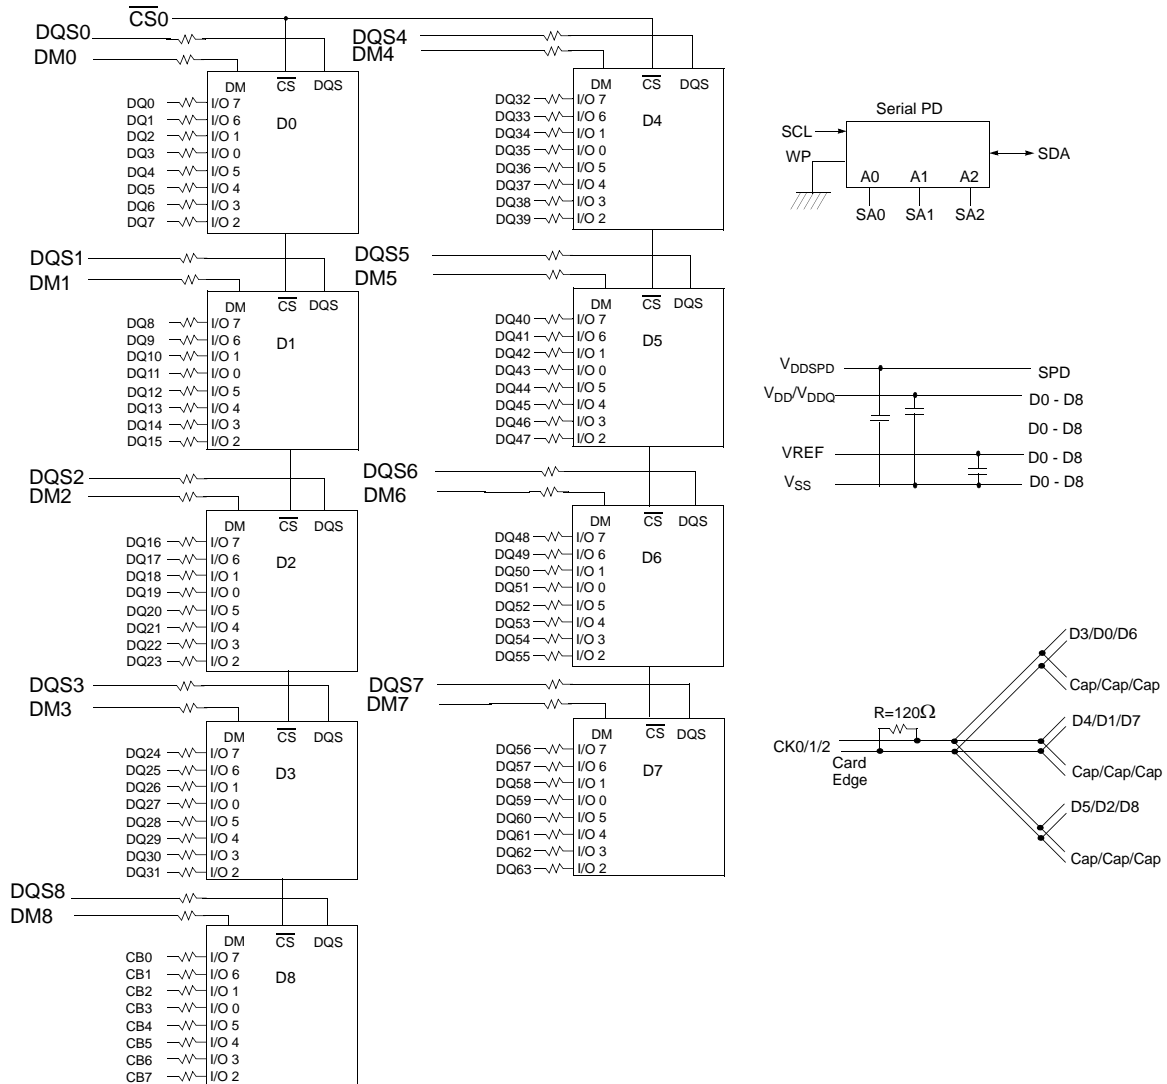 CS0
DQS0
DM0
DM CS DQS
D0
DQ0 I/O 7
DQ1 I/O 6
DQ2 I/O 1
DQ3 I/O 0
DQ4 I/O 5
DQ5 I/O 4
DQ6 I/O 3
DQ7 I/O 2
DQS1
DM1
DM CS DQS
D1
DQ8 I/O 7
DQ9 I/O 6
DQ10 I/O 1
DQ11 I/O 0
DQ12 I/O 5
DQ13 I/O 4
DQ14 I/O 3
DQ15 I/O 2
DQS2
DM2
DM CS DQS
D2
DQ16 I/O 7
DQ17 I/O 6
DQ18 I/O 1
DQ19 I/O 0
DQ20 I/O 5
DQ21 I/O 4
DQ22 I/O 3
DQ23 I/O 2
DQS3
DM3
DM CS DQS
D3
DQ24 I/O 7
DQ25 I/O 6
DQ26 I/O 1
DQ27 I/O 0
DQ28 I/O 5
DQ29 I/O 4
DQ30 I/O 3
DQ31 I/O 2
DQS8
DM8
DM CS DQS
D8
CB0 I/O 7
CB1 I/O 6
CB2 I/O 1
CB3 I/O 0
CB4 I/O 5
CB5 I/O 4
CB6 I/O 3
CB7 I/O 2
DQS4
DM4
DM CS DQS
D4
DQ32 I/O 7
DQ33 I/O 6
DQ34 I/O 1
DQ35 I/O 0
DQ36 I/O 5
DQ37 I/O 4
DQ38 I/O 3
DQ39 I/O 2
DQS5
DM5
DM CS DQS
D5
DQ40 I/O 7
DQ41 I/O 6
DQ42 I/O 1
DQ43 I/O 0
DQ44 I/O 5
DQ45 I/O 4
DQ46 I/O 3
DQ47 I/O 2
DQS6
DM6
DM CS DQS
D6
DQ48 I/O 7
DQ49 I/O 6
DQ50 I/O 1
DQ51 I/O 0
DQ52 I/O 5
DQ53 I/O 4
DQ54 I/O 3
DQ55 I/O 2
DQS7
DM7
DM CS DQS
D7
DQ56 I/O 7
DQ57 I/O 6
DQ58 I/O 1
DQ59 I/O 0
DQ60 I/O 5
DQ61 I/O 4
DQ62 I/O 3
DQ63 I/O 2
Serial PD
SCL
WP
SDA
A0 A1 A2
SA0 SA1 SA2
VDDSPD SPD
VDD/VDDQ D0 - D8
D0 - D8
VREF D0 - D8
VSS D0 - D8
D3/D0/D6
Cap/Cap/Cap
R=120Ω
D4/D1/D7
CK0/1/2
Card
Edge
Cap/Cap/Cap
D5/D2/D8
Cap/Cap/Cap